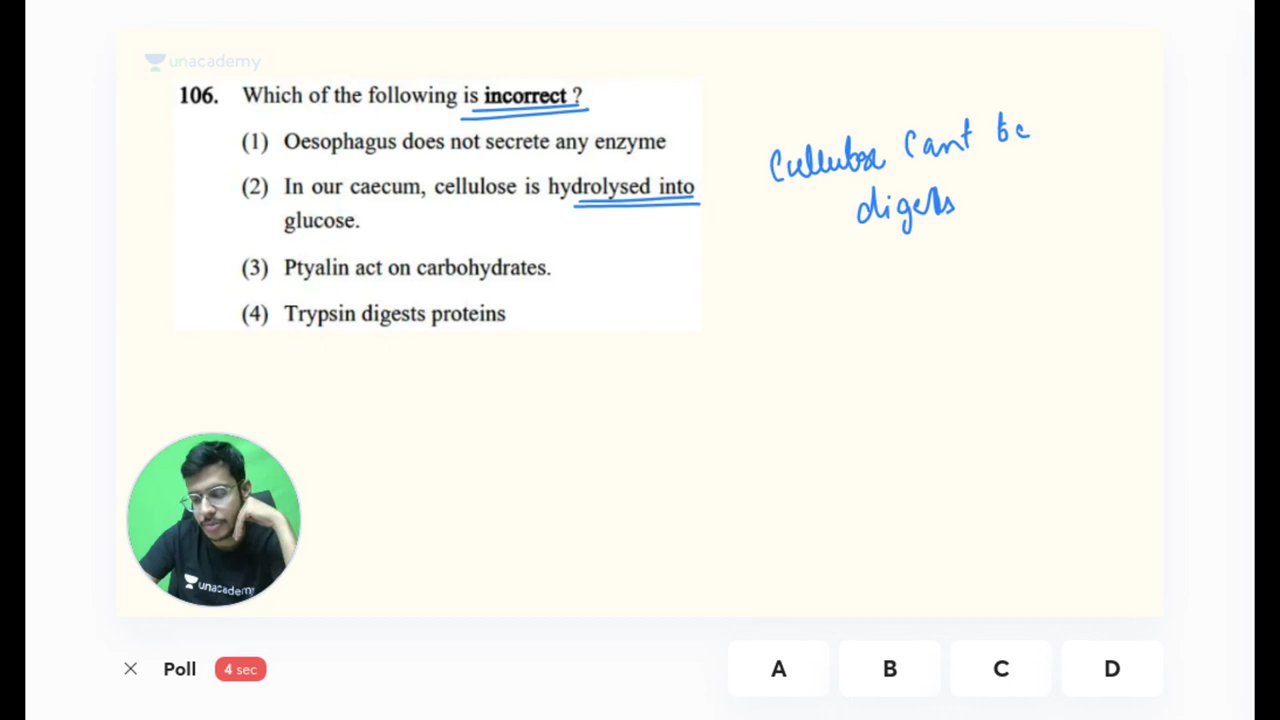 unacademy
106. Which of the following is incorrect ?
(1) Oesophagus does not secrete any enzyme
(2) In our caecum, cellulose is hydrolysed into
glucose.
(3) Ptyalin act on carbohydrates.
(4) Trypsin digests proteins
cant be
unacademy
Poll 4 sec A B C D